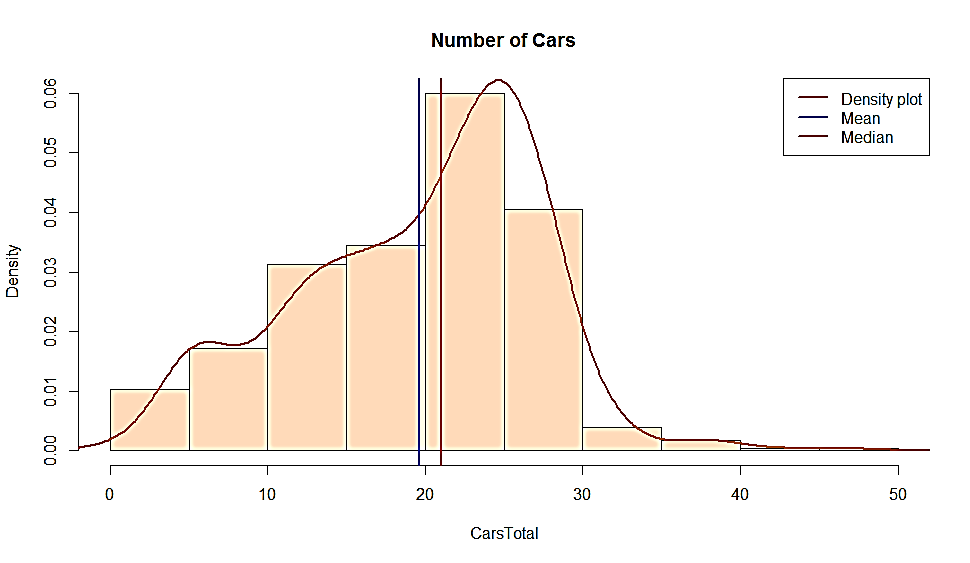 Number of Cars
Density plot
Mean
Median
Density
0.00 0.01 0.02 0.03 0.04 0.05 0.06
0 10 20 30 40 50
CarsTotal